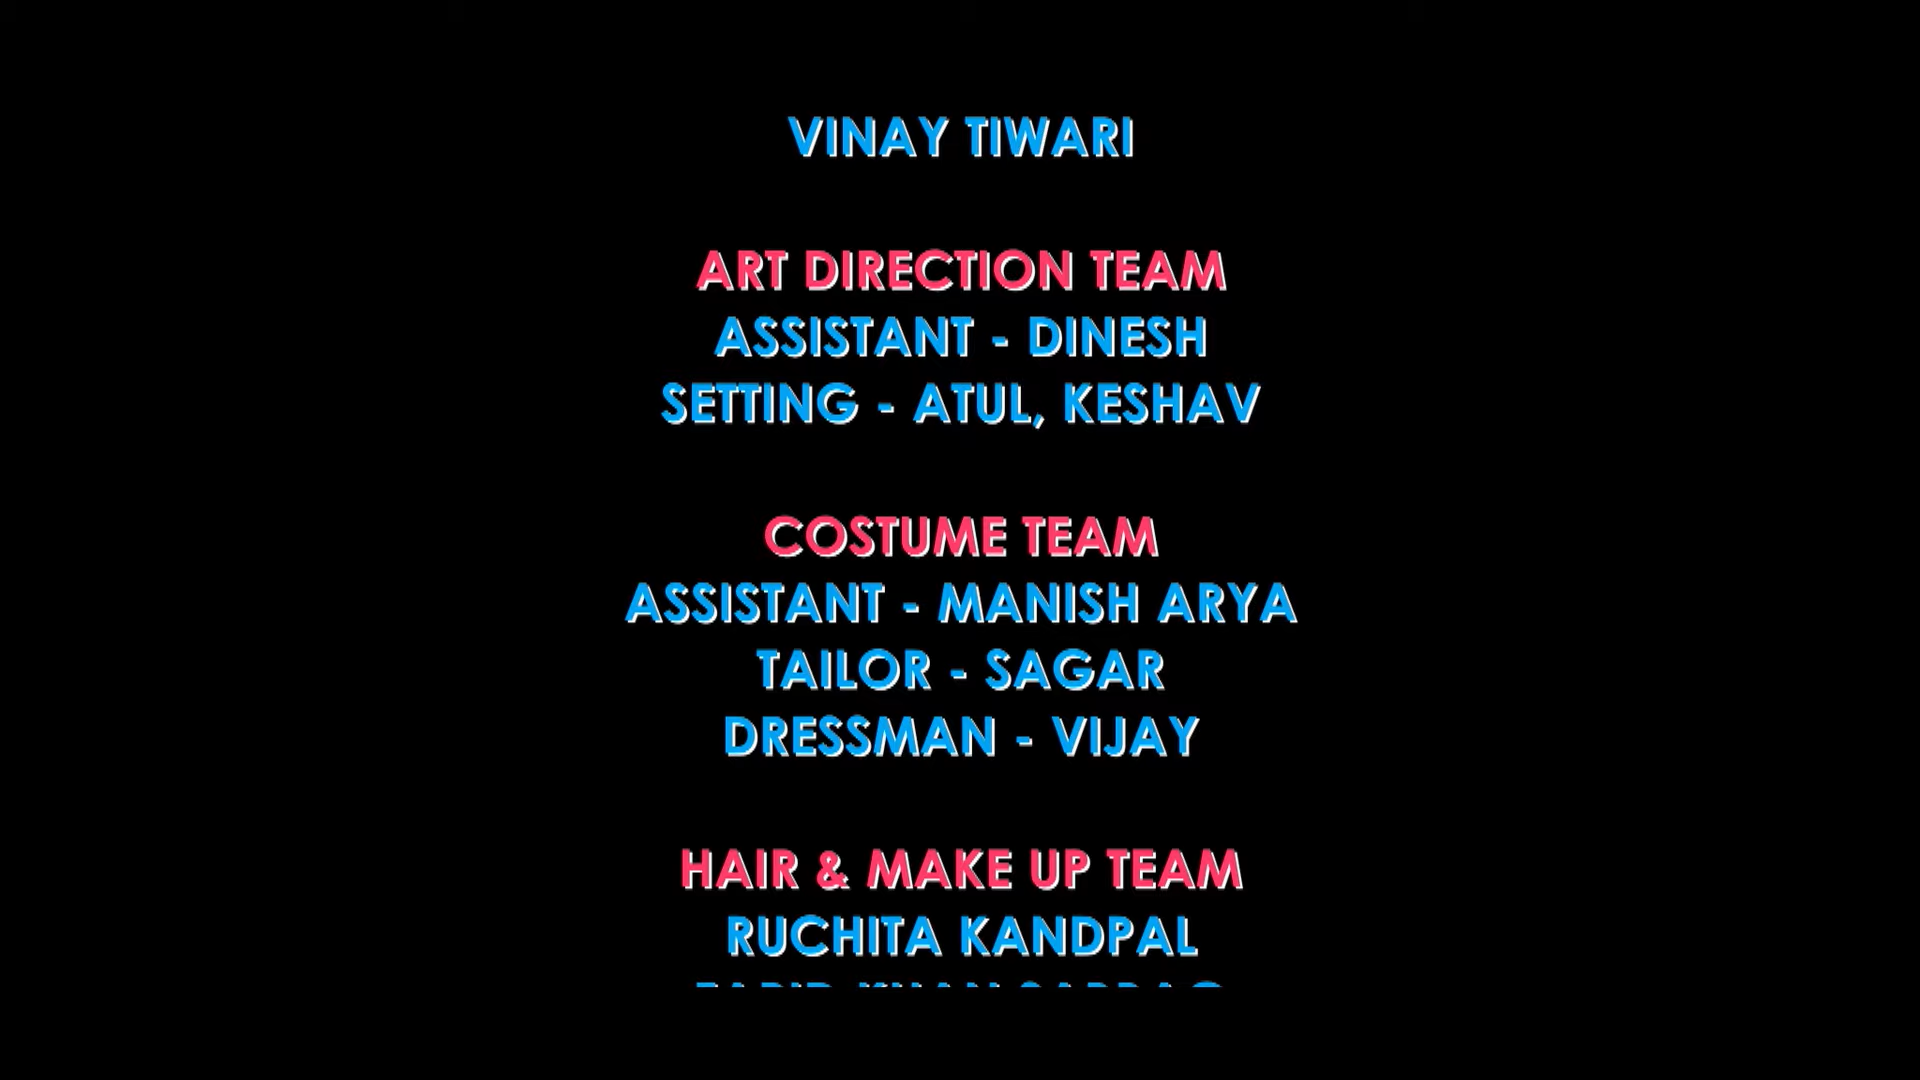 VINAY TIWARI
ART DIRECTION TEAM
ASSISTANT - DINESH
SETTING - ATUL, KESHAV
COSTUME TEAM
ASSISTANT - MANISH ARYA
TAILOR - SAGAR
DRESSMAN - VIJAY
HAIR & MAKE UP TEAM
RUCHITA KANDPAL